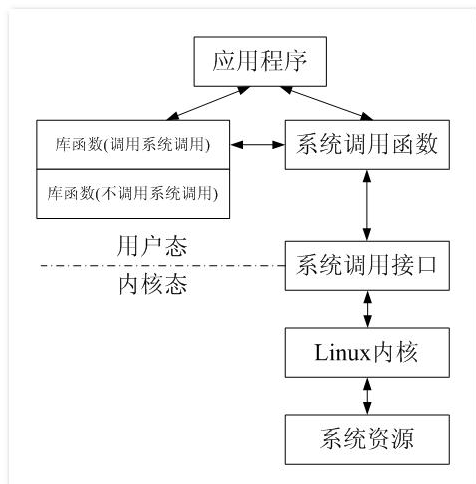 应用程序
库函数(调用系统调用)
系统调用函数
库函数(不调用系统调用)
用户态
内核态
系统调用接口
Linux内核
系统资源